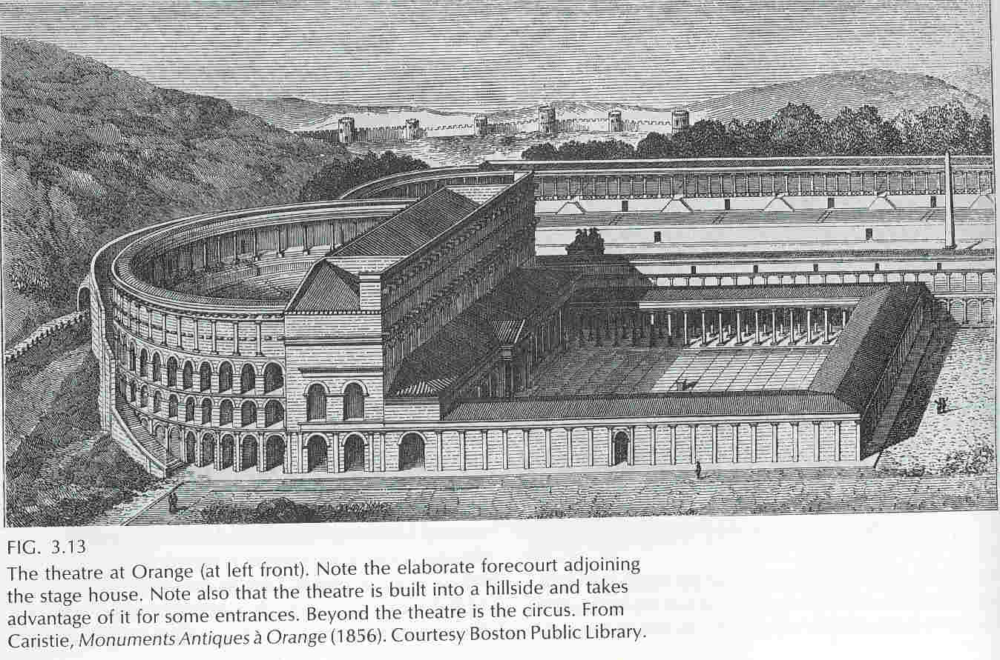 FIG. 3.13
The theatre at Orange (at left front). Note the elaborate forecourt adjoining
the stage house. Note also that the theatre is built into a hillside and takes
advantage of it for some entrances. Beyond the theatre is the circus. From
Caristie, Monuments Antiques à Orange (1856). Courtesy Boston Public Library.